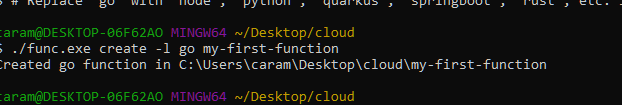 # Replace "go" with "node", "python", "quarkus", "springboot", "rust", etc.
caram@DESKTOP-06F62AO MINGW64 ~/Desktop/cloud
$ ./func.exe create -l go my-first-function
Created go function in C:\Users\caram\Desktop\cloud\my-first-function
caram@DESKTOP-06F62AO MINGW64 ~/Desktop/cloud